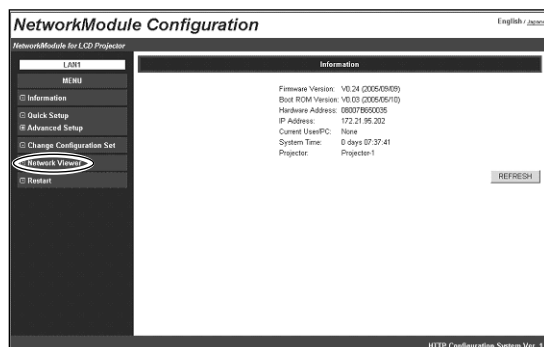 NetworkModule Configuration
English /
NetworkModule for LCD Projector
LAN1
MENU
Information
Quick Setup
Advanced Setup
Change Configuration Set
Network Viewer
Restart
Information
Firmware Version: V0.24 (2005/09/09)
Boot ROM Version: V0.03 (2005/05/10)
Hardware Address: 08007B650035
IP Address: 172.21.95.202
Current User/PC: None
System Time: 0 days 07:37:41
Projector: Projector-1
REFRESH
HTTP Configuration System Ver. 1